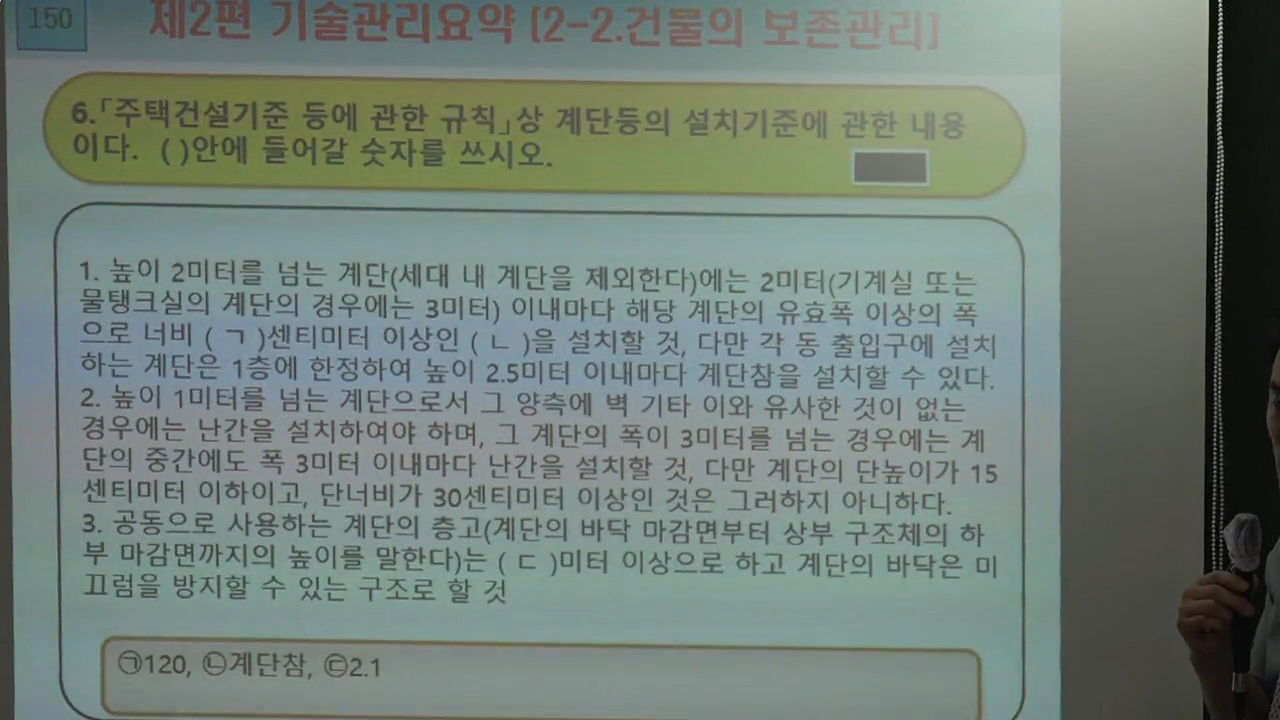 150
제2편 기술관리요약 [2-2.건물의 보존관리]
6.「주택건설기준 등에 관한 규칙」상 계단등의 설치기준에 관한 내용
이다. ( )안에 들어갈 숫자를 쓰시오.
1. 높이 2미터를 넘는 계단(세대 내 계단을 제외한다)에는 2미터(기계실 또는
물탱크실의 계단의 경우에는 3미터) 이내마다 해당 계단의 유효폭 이상의 폭
으로 너비 ( ㄱ )센티미터 이상인 ( ㄴ )을 설치할 것, 다만 각 동 출입구에 설치
하는 계단은 1층에 한정하여 높이 2.5미터 이내마다 계단참을 설치할 수 있다.
2. 높이 1미터를 넘는 계단으로서 그 양측에 벽 기타 이와 유사한 것이 없는
경우에는 난간을 설치하여야 하며, 그 계단의 폭이 3미터를 넘는 경우에는 계
단의 중간에도 폭 3미터 이내마다 난간을 설치할 것, 다만 계단의 단높이가 15
센티미터 이하이고, 단너비가 30센티미터 이상인 것은 그러하지 아니하다.
3. 공동으로 사용하는 계단의 층고(계단의 바닥 마감면부터 상부 구조체의 하
부 마감면까지의 높이를 말한다)는 ( ㄷ )미터 이상으로 하고 계단의 바닥은 미
끄럼을 방지할 수 있는 구조로 할 것
㉠120, ㉡계단참, ㉢2.1